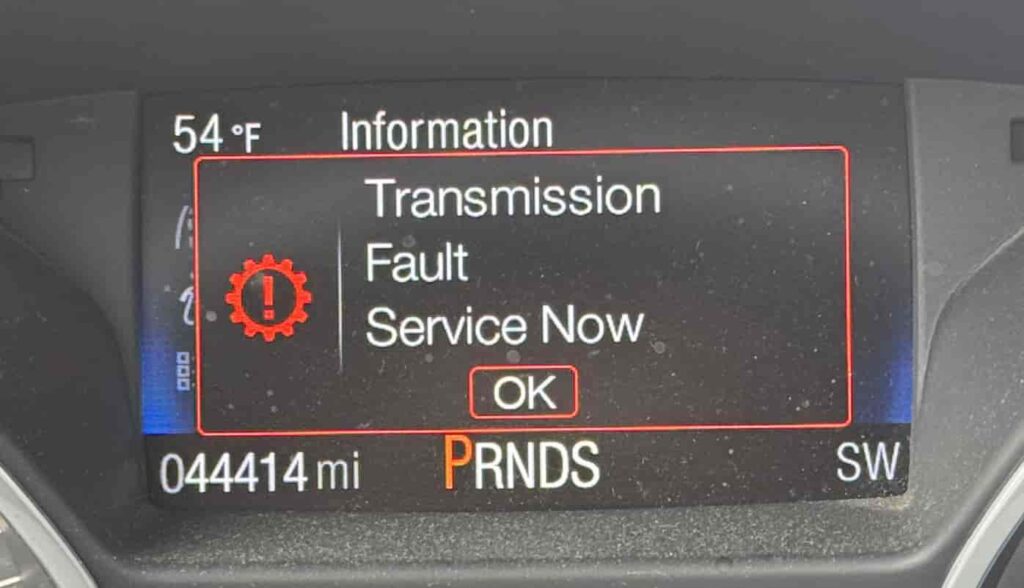 54 °F Information
Transmission
Fault
Service Now
OK
044414 mi PRNDS SW